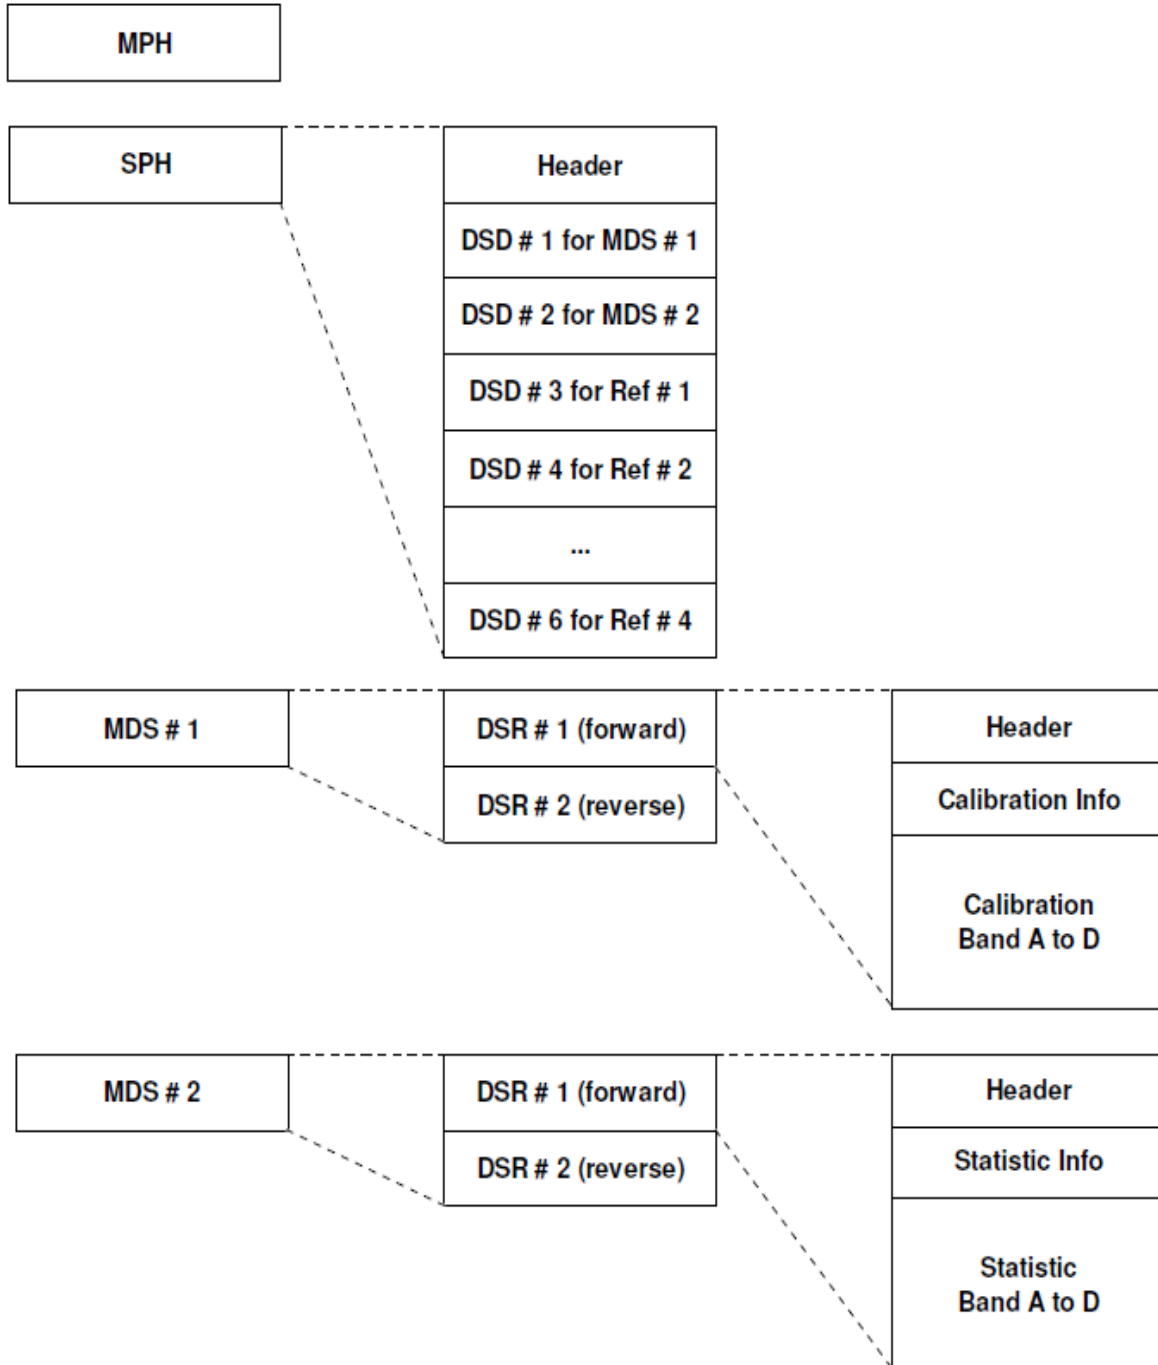 MPH
SPH
Header
DSD # 1 for MDS # 1
DSD # 2 for MDS # 2
DSD # 3 for Ref # 1
DSD # 4 for Ref # 2
...
DSD # 6 for Ref # 4
MDS # 1
DSR # 1 (forward)
DSR # 2 (reverse)
Header
Calibration Info
Calibration
Band A to D
MDS # 2
DSR # 1 (forward)
DSR # 2 (reverse)
Header
Statistic Info
Statistic
Band A to D